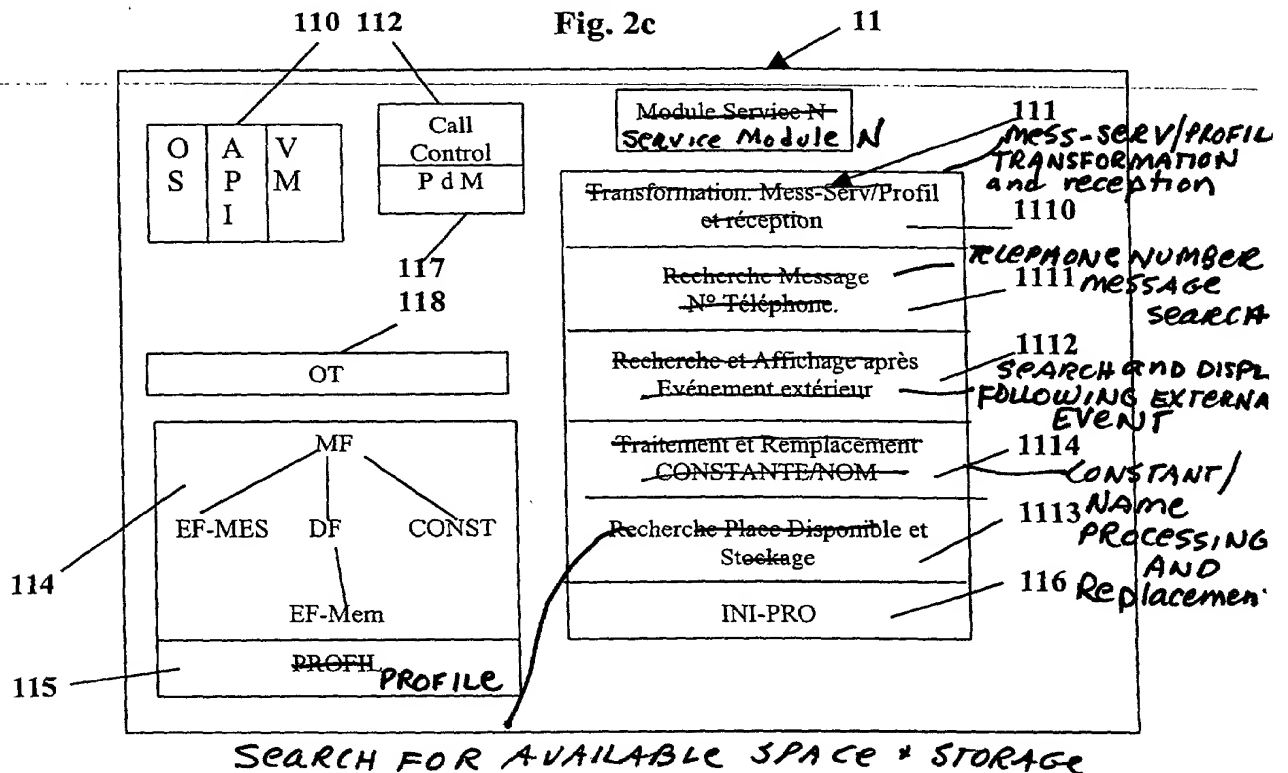 110 112 Fig. 2c 11
O S
A P I
V M
Call
Control
P d M
117
118
OT
MF
EF-MES DF CONST
EF-Mem
114
PROFIL
PROFILE
115
Module Service N
Service Module N
Transformation. Mess-Serv/Profil
et réception
Recherche Message
N° Téléphone.
Recherche et Affichage après
Evénement extérieur
Traitement et Remplacement
CONSTANTE/NOM
Recherche Place Disponible et
Stockage
INI-PRO
111
MESS-SERV/PROFIL
TRANSFORMATION
and reception
1110
TELEPHONE NUMBER
1111 message
search
1112
SEARCH and DISPL
FOLLOWING EXTERNA
EVENT
1114
CONSTANT/
NAME
1113
PROCESSING
AND
116 Replacemen
SEARCH FOR AVAILABLE SPACE & STORAGE